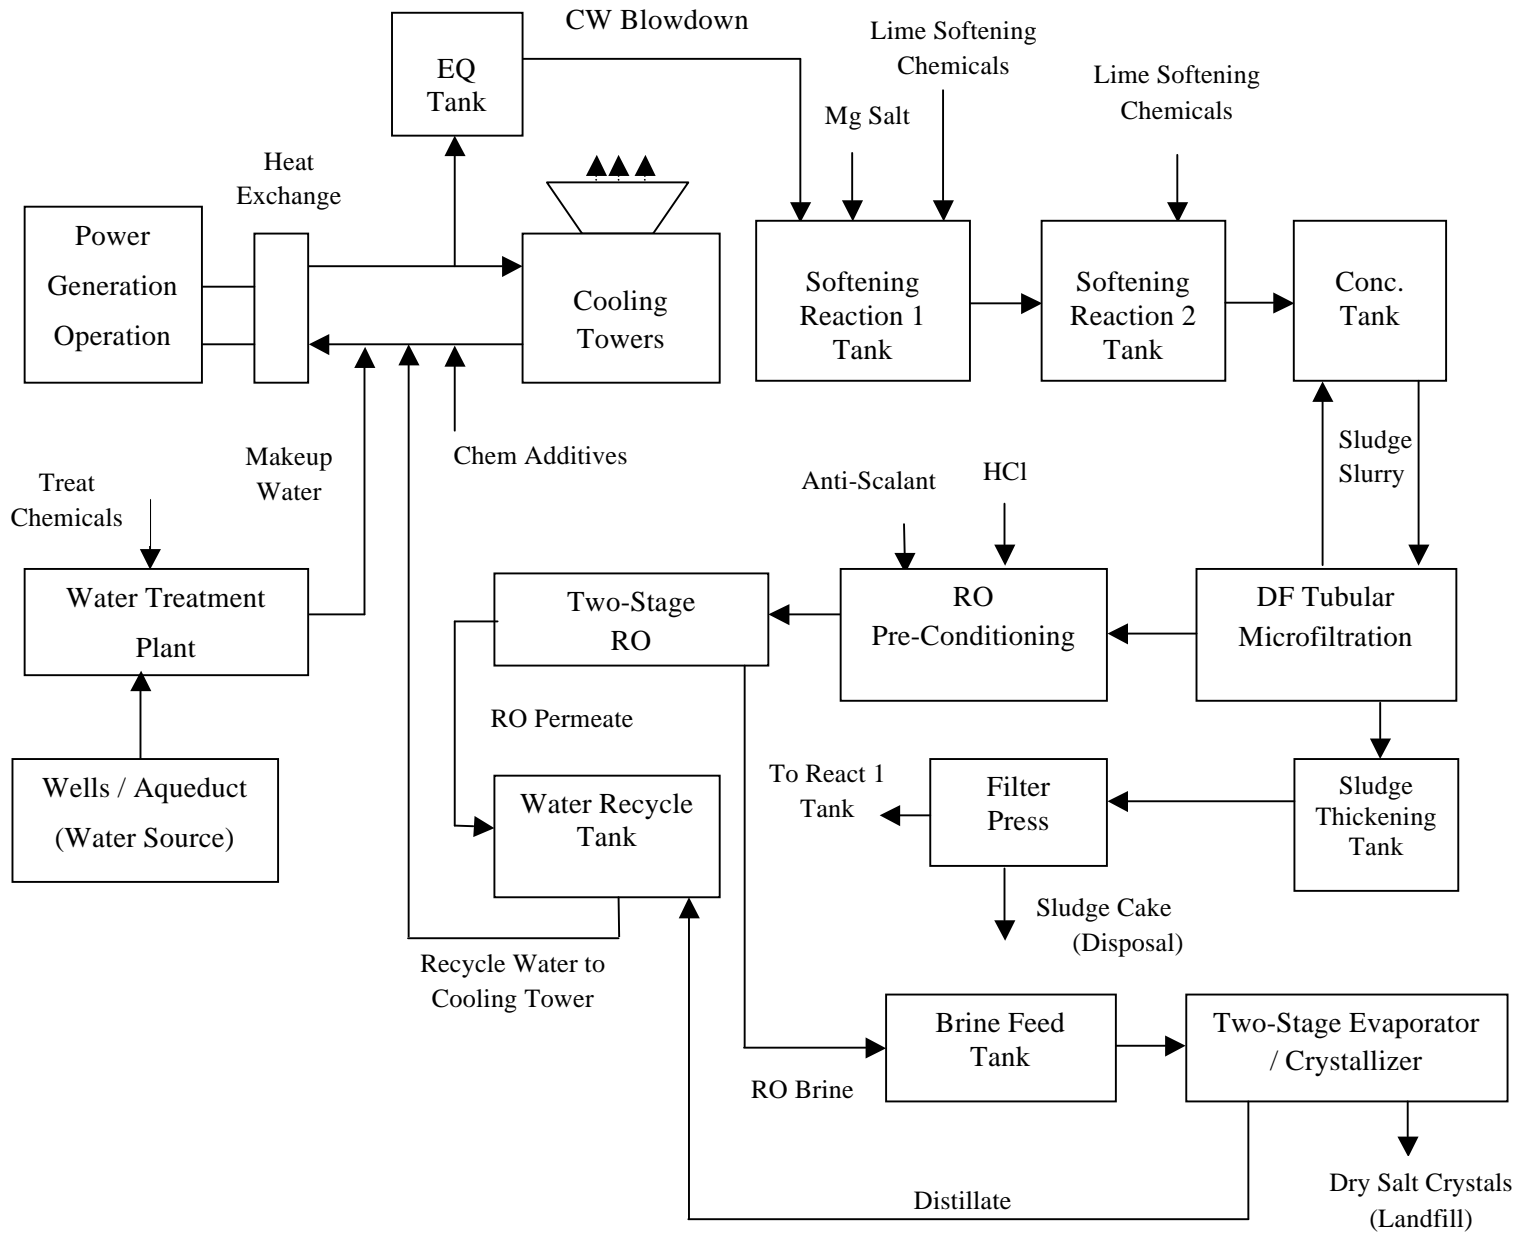 CW Blowdown
EQ
Tank
Lime Softening
Chemicals
Lime Softening
Chemicals
Mg Salt
Heat
Exchange
Power
Generation
Operation
Cooling
Towers
Softening
Reaction 1
Tank
Softening
Reaction 2
Tank
Conc.
Tank
Makeup
Water
Chem Additives
Sludge
Slurry
Treat
Chemicals
Anti-Scalant
HCl
Water Treatment
Plant
Two-Stage
RO
RO
Pre-Conditioning
DF Tubular
Microfiltration
RO Permeate
Wells / Aqueduct
(Water Source)
Water Recycle
Tank
To React 1
Tank
Filter
Press
Sludge
Thickening
Tank
Sludge Cake
(Disposal)
Recycle Water to
Cooling Tower
Brine Feed
Tank
Two-Stage Evaporator
/ Crystallizer
RO Brine
Distillate
Dry Salt Crystals
(Landfill)